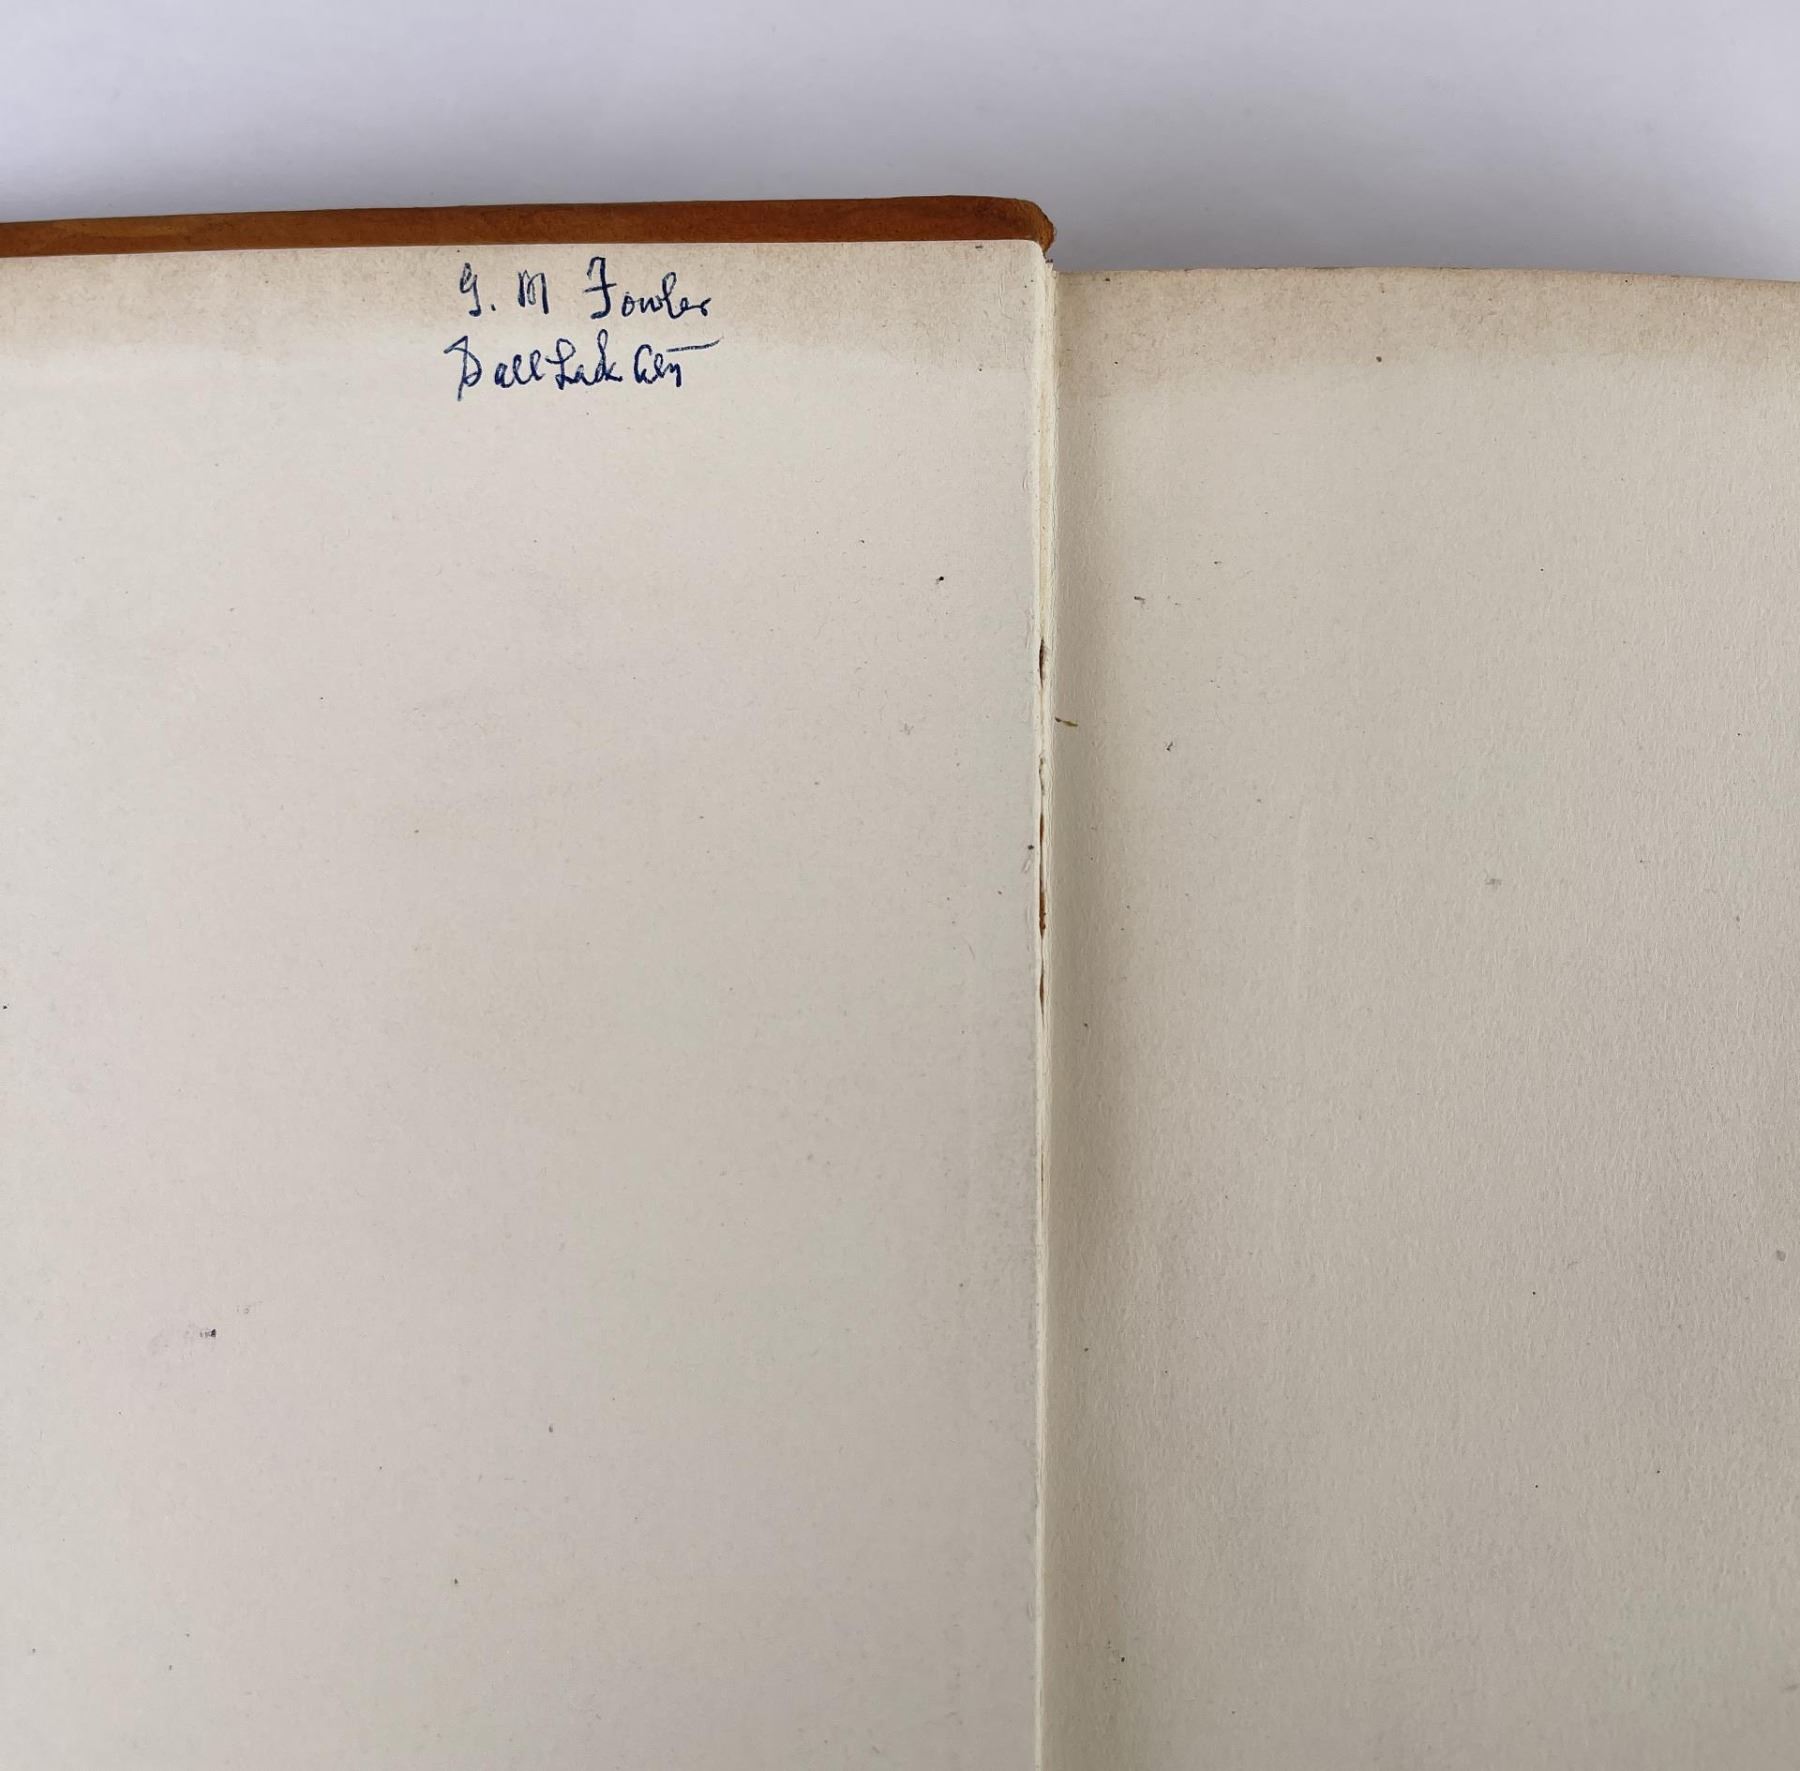 G. M Fowler
Salt Lake City